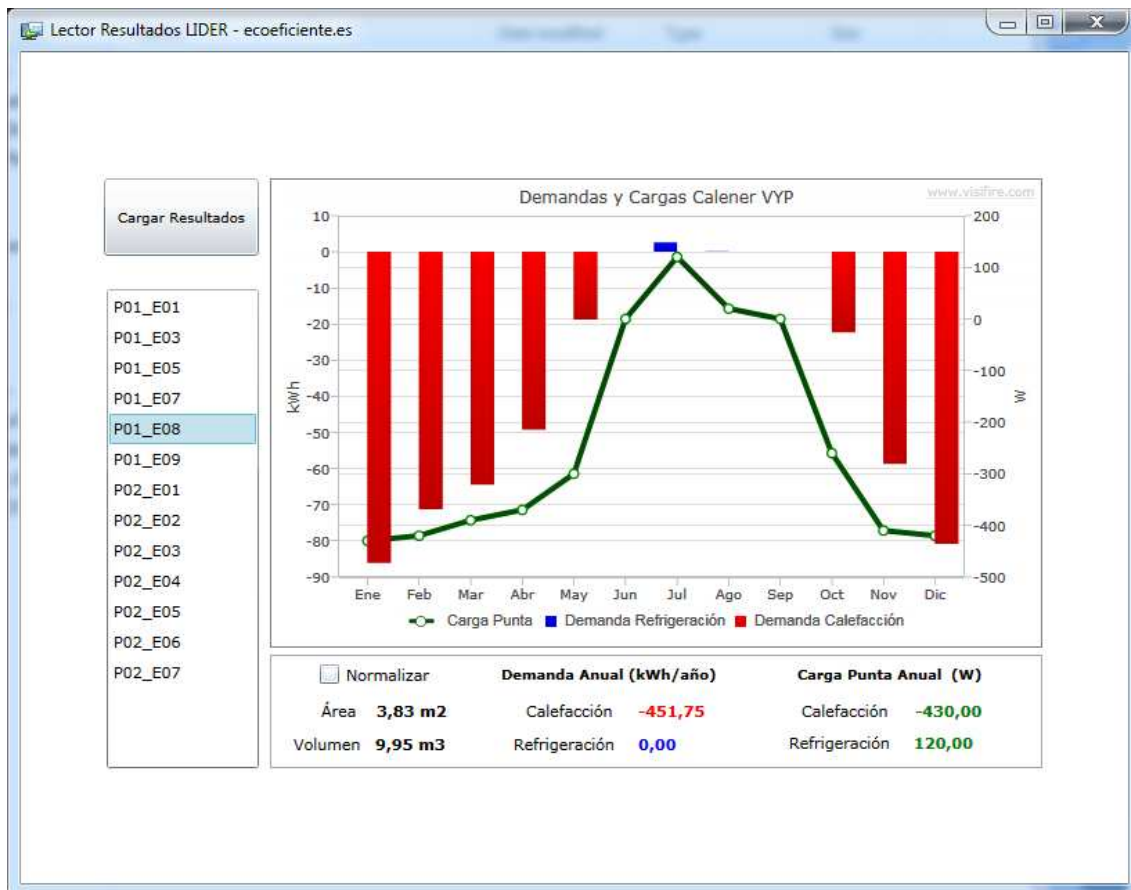 Lector Resultados LIDER - ecoeficiente.es
Cargar Resultados
P01_E01
P01_E03
P01_E05
P01_E07
P01_E08
P01_E09
P02_E01
P02_E02
P02_E03
P02_E04
P02_E05
P02_E06
P02_E07
Demandas y Cargas Calener VYP
www.visifire.com
kWh
10
0
-10
-20
-30
-40
-50
-60
-70
-80
-90
200
100
0
-100
-200
-300
-400
-500
W
Ene Feb Mar Abr May Jun Jul Ago Sep Oct Nov Dic
Carga Punta Demanda Refrigeración Demanda Calefacción
Normalizar Demanda Anual (kWh/año) Carga Punta Anual (W)
Área 3,83 m2 Calefacción -451,75 Calefacción -430,00
Volumen 9,95 m3 Refrigeración 0,00 Refrigeración 120,00